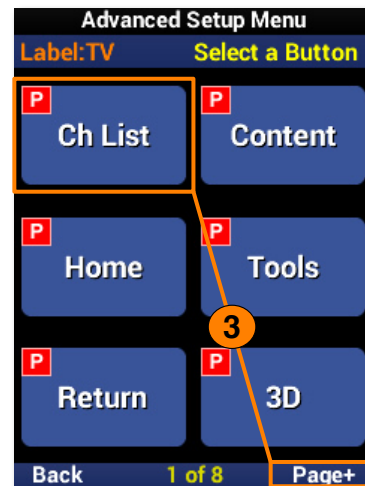 Advanced Setup Menu
Label:TV Select a Button
P P
Ch List Content
P P
Home Tools
3
P P
Return 3D
Back 1 of 8 Page+